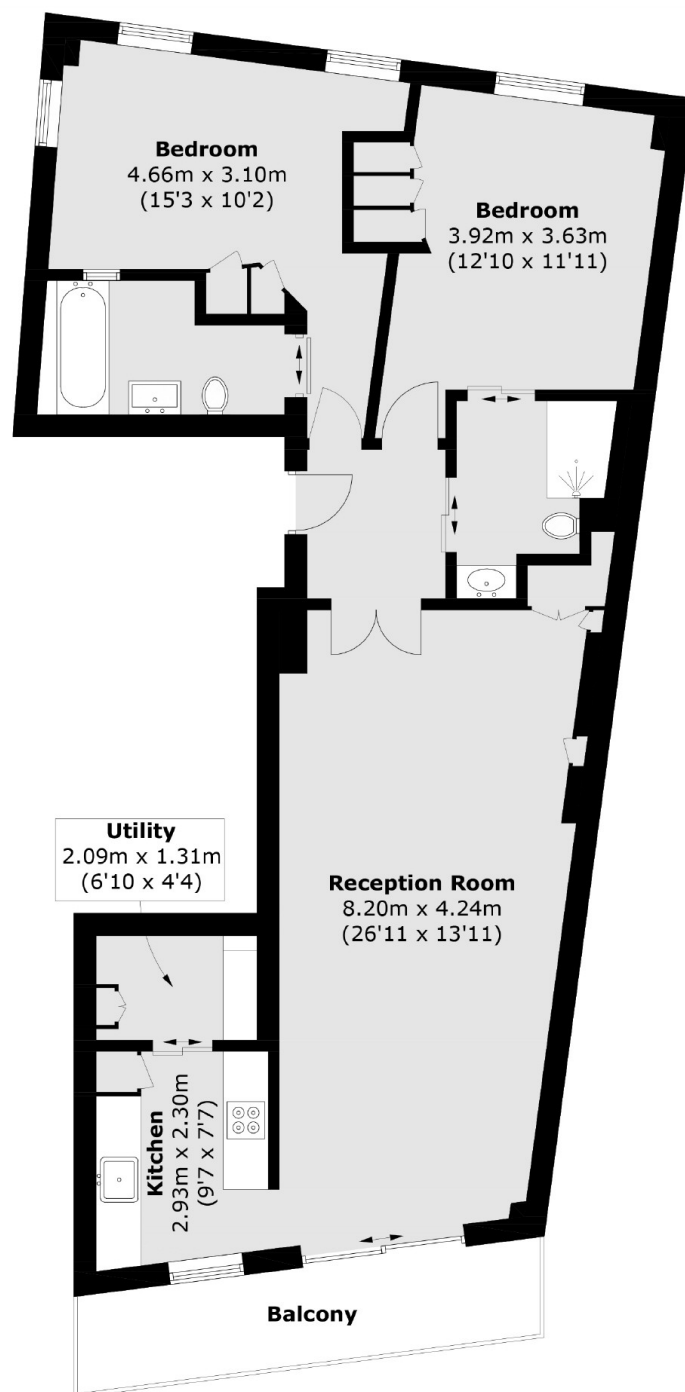 Bedroom
4.66m x 3.10m
(15'3 x 10'2)
Bedroom
3.92m x 3.63m
(12'10 x 11'11)
Utility
2.09m x 1.31m
(6'10 x 4'4)
Reception Room
8.20m x 4.24m
(26'11 x 13'11)
Kitchen
2.93m x 2.30m
(9'7 x 7'7)
Balcony